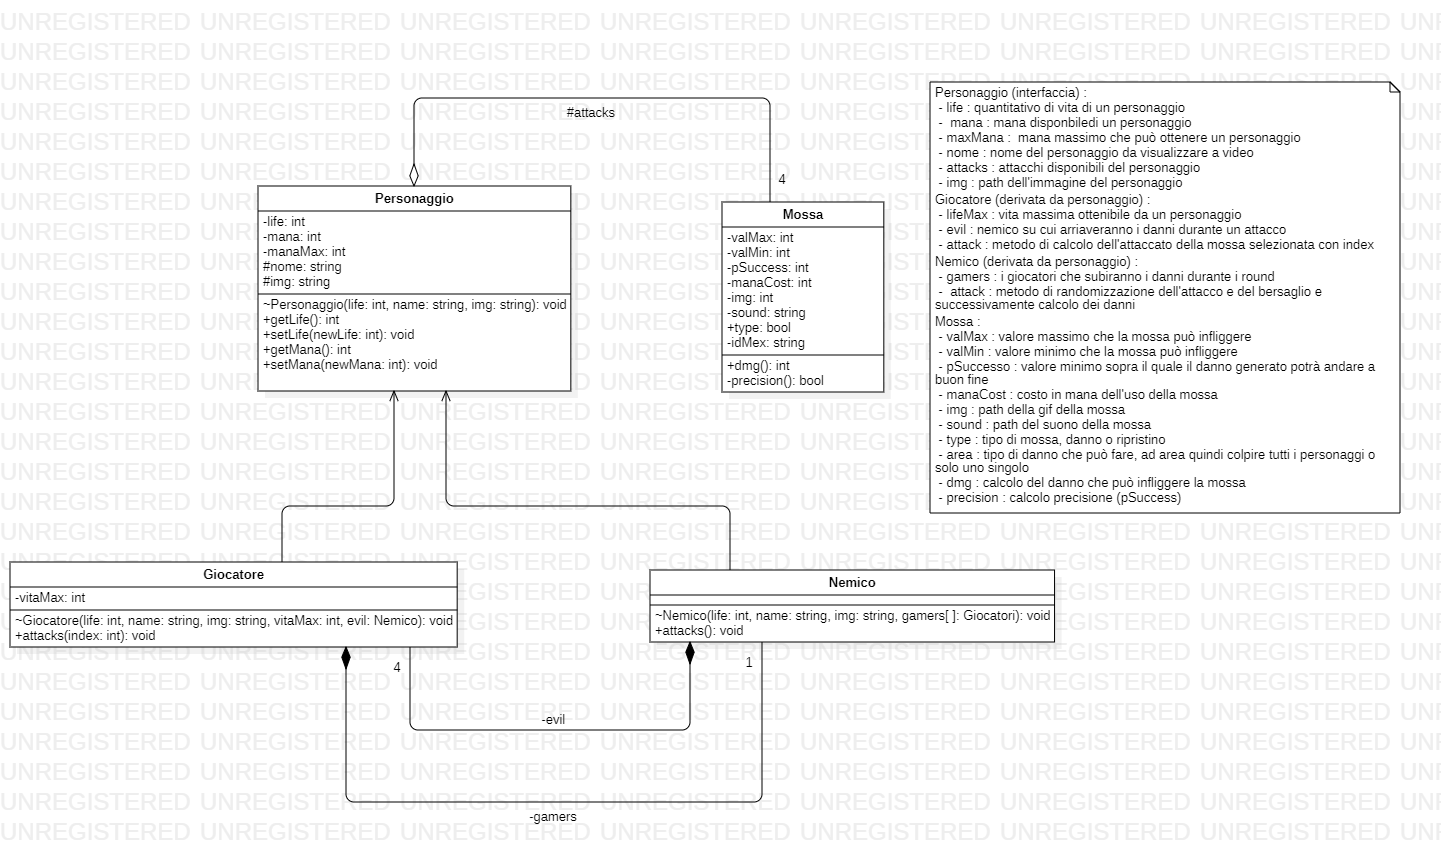 #attacks
4
Personaggio
-life: int
-mana: int
-manaMax: int
#nome: string
#img: string
~Personaggio(life: int, name: string, img: string): void
+getLife(): int
+setLife(newLife: int): void
+getMana(): int
+setMana(newMana: int): void
Mossa
-valMax: int
-valMin: int
-pSuccess: int
-manaCost: int
-img: int
-sound: string
+type: bool
-idMex: string
+dmg(): int
-precision(): bool
Personaggio (interfaccia) :
- life : quantitativo di vita di un personaggio
-  mana : mana disponbiledi un personaggio
- maxMana :  mana massimo che può ottenere un personaggio
- nome : nome del personaggio da visualizzare a video
- attacks : attacchi disponibili del personaggio
- img : path dell'immagine del personaggio
Giocatore (derivata da personaggio) :
- lifeMax : vita massima ottenibile da un personaggio
- evil : nemico su cui arriaveranno i danni durante un attacco
- attack : metodo di calcolo dell'attaccato della mossa selezionata con index
Nemico (derivata da personaggio) :
- gamers : i giocatori che subiranno i danni durante i round
-  attack : metodo di randomizzazione dell'attacco e del bersaglio e
successivamente calcolo dei danni
Mossa :
- valMax : valore massimo che la mossa può infliggere
- valMin : valore minimo che la mossa può infliggere
- pSuccesso : valore minimo sopra il quale il danno generato potrà andare a
buon fine
- manaCost : costo in mana dell'uso della mossa
- img : path della gif della mossa
- sound : path del suono della mossa
- type : tipo di mossa, danno o ripristino
- area : tipo di danno che può fare, ad area quindi colpire tutti i personaggi o
solo uno singolo
- dmg : calcolo del danno che può infliggere la mossa
- precision : calcolo precisione (pSuccess)
Giocatore
-vitaMax: int
~Giocatore(life: int, name: string, img: string, vitaMax: int, evil: Nemico): void
+attacks(index: int): void
Nemico
~Nemico(life: int, name: string, img: string, gamers[ ]: Giocatori): void
+attacks(): void
4
1
-evil
-gamers